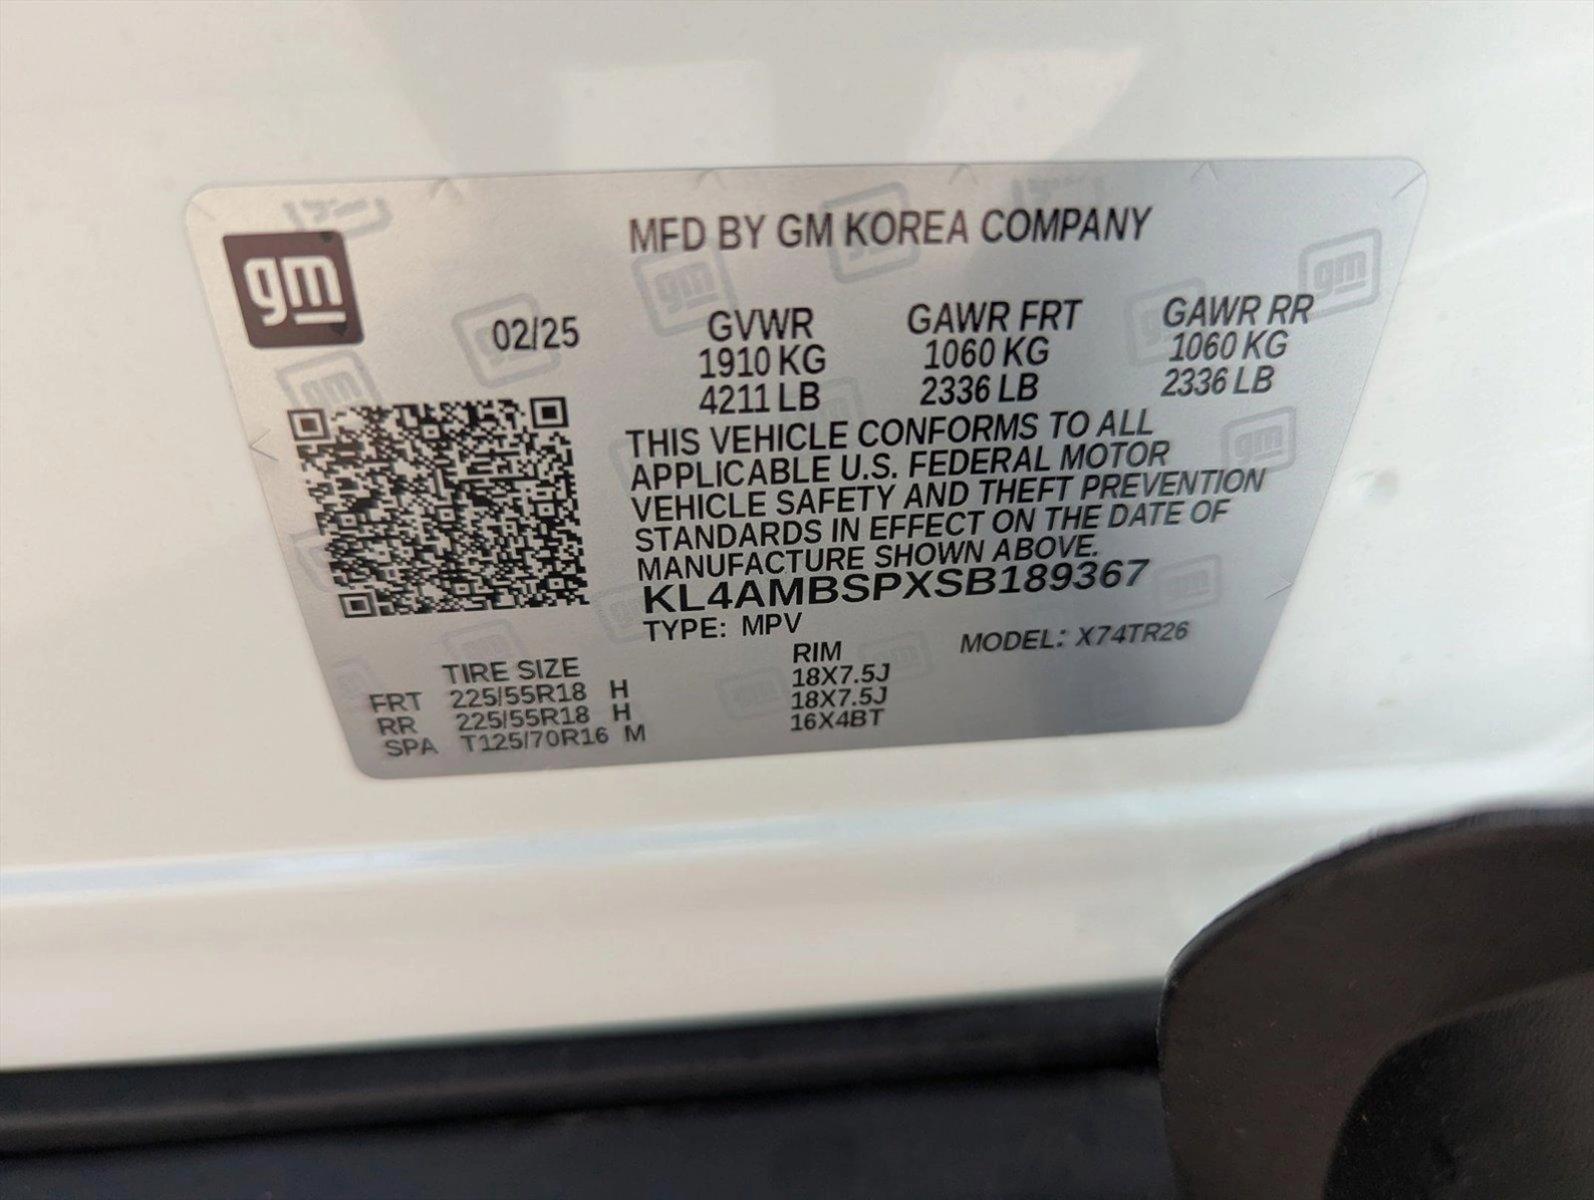 gm
MFD BY GM KOREA COMPANY
02/25 GVWR GAWR FRT GAWR RR
1910 KG 1060 KG 1060 KG
4211 LB 2336 LB 2336 LB
THIS VEHICLE CONFORMS TO ALL
APPLICABLE U.S. FEDERAL MOTOR
VEHICLE SAFETY AND THEFT PREVENTION
STANDARDS IN EFFECT ON THE DATE OF
MANUFACTURE SHOWN ABOVE.
KL4AMBSPXSB189367
TYPE: MPV MODEL: X74TR26
TIRE SIZE RIM
FRT 225/55R18 H 18X7.5J
RR 225/55R18 H 18X7.5J
SPA T125/70R16 M 16X4BT